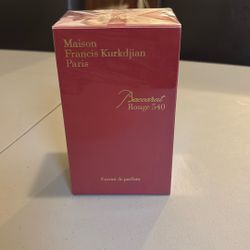 Maison
Francis Kurkdjian
Paris
Baccarat
Rouge 540
Extrait de parfum